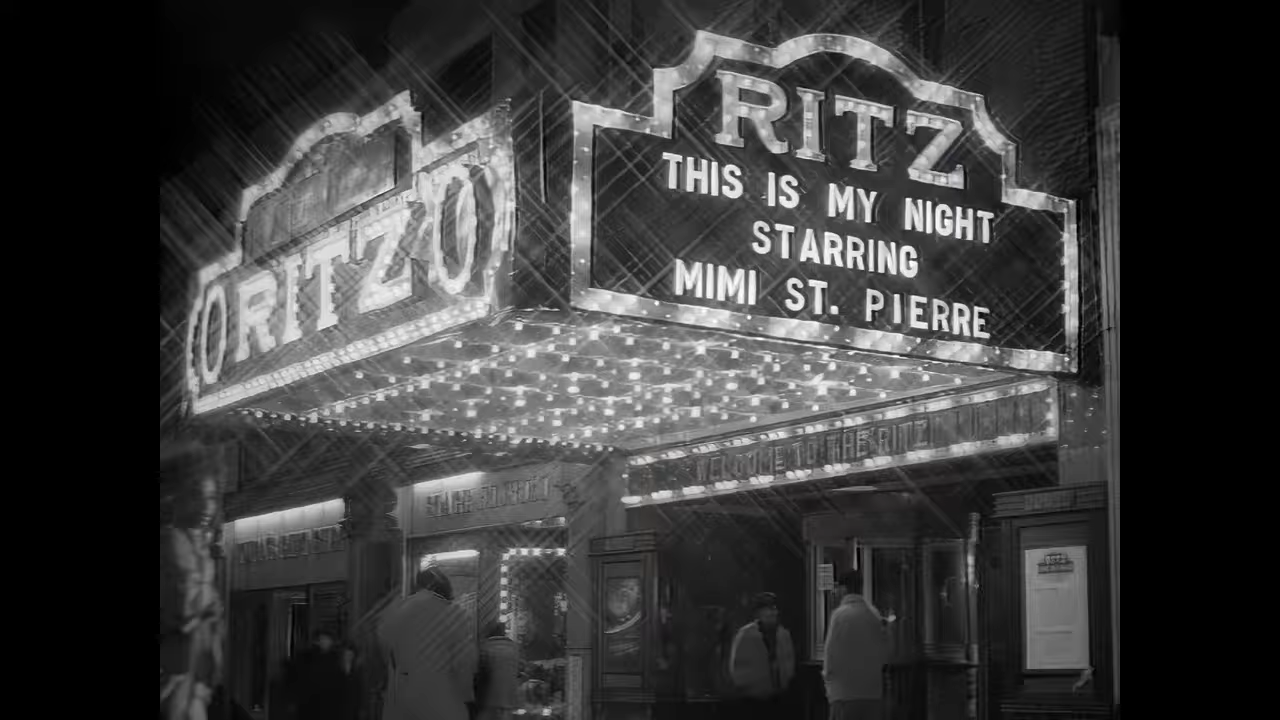 RITZ
RITZ
THIS IS MY NIGHT
STARRING
MIMI ST. PIERRE
WELCOME TO THE RITZ